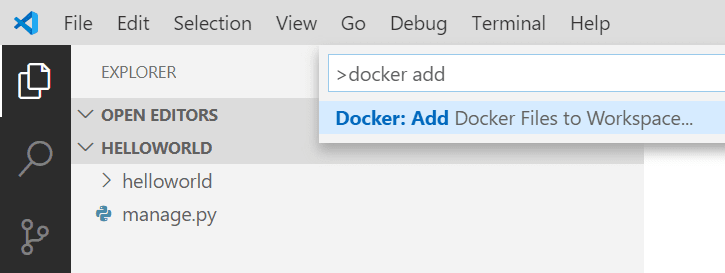 File Edit Selection View Go Debug Terminal Help
EXPLORER
>docker add
OPEN EDITORS
Docker: Add Docker Files to Workspace...
HELLOWORLD
helloworld
manage.py